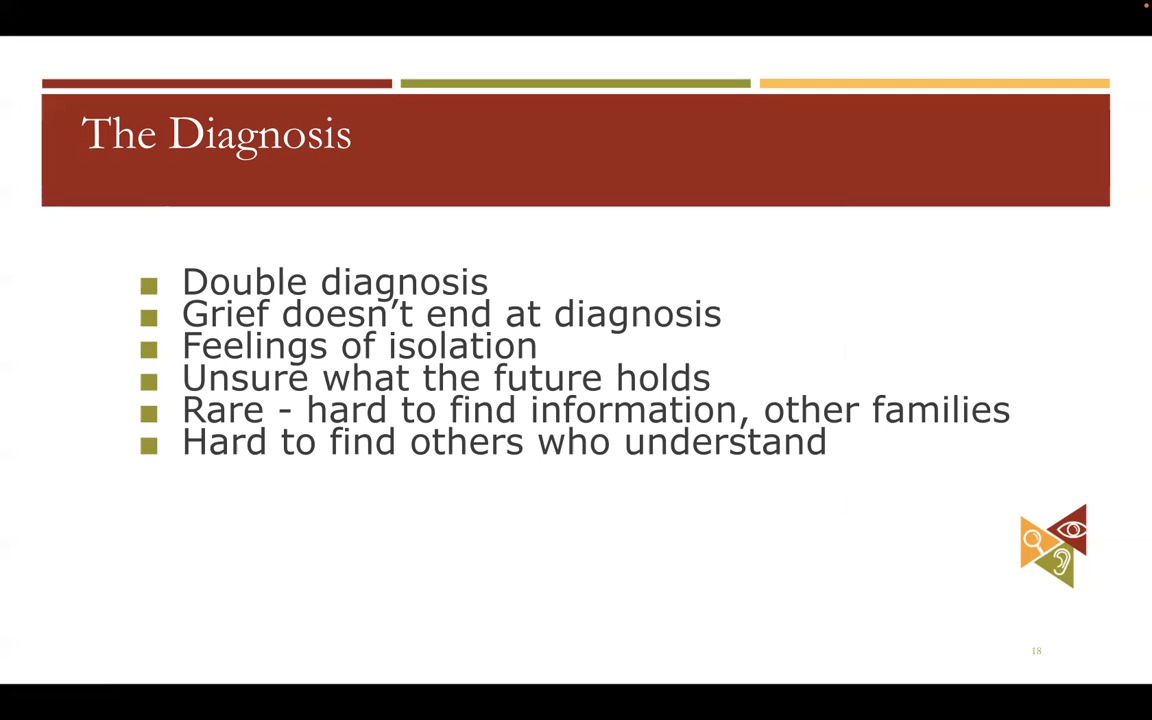 The Diagnosis
Double diagnosis
Grief doesn’t end at diagnosis
Feelings of isolation
Unsure what the future holds
Rare - hard to find information, other families
Hard to find others who understand
18